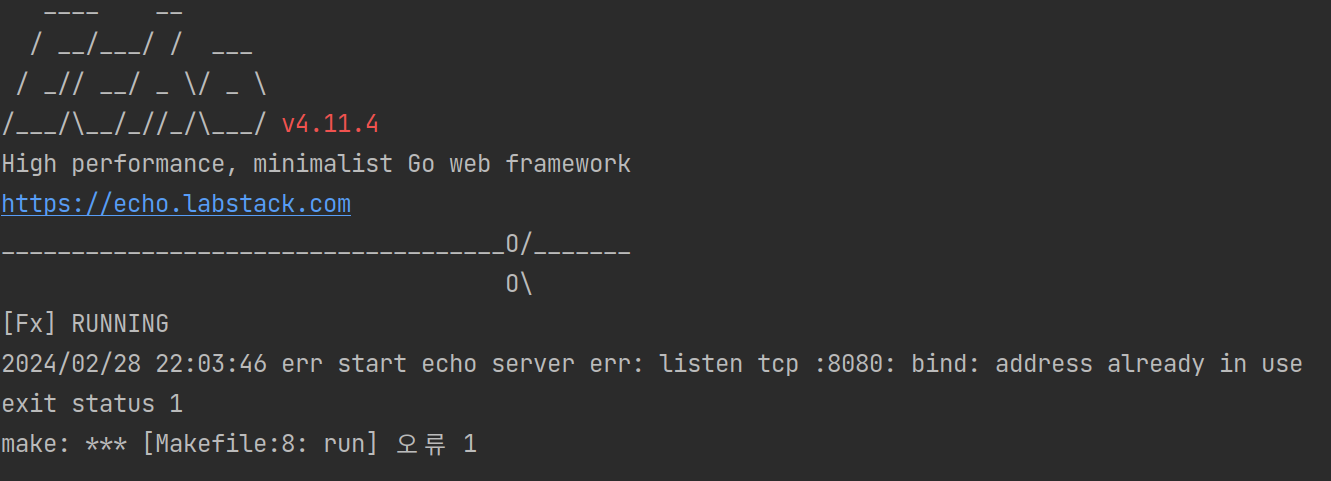 ____    __
  / __/___/ /  ___
 / _// __/ _ \/ _ \
/___/\__/_//_/\___/ v4.11.4
High performance, minimalist Go web framework
https://echo.labstack.com
____________________________________O/_______
                                    O\
[Fx] RUNNING
2024/02/28 22:03:46 err start echo server err: listen tcp :8080: bind: address already in use
exit status 1
make: *** [Makefile:8: run] 오류 1